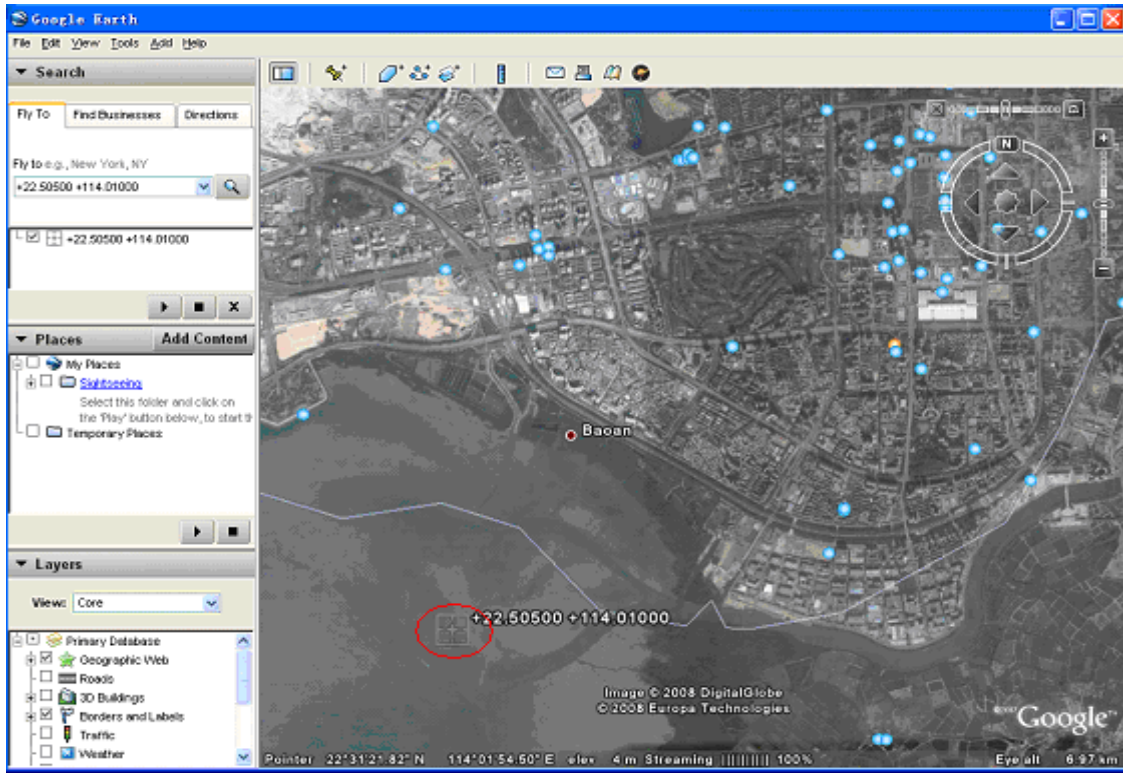 Google Earth
File Edit View Tools Add Help
Search
Fly To Find Businesses Directions
Fly to e.g., New York, NY
+22.50500 +114.01000
+22.50500 +114.01000
Places Add Content
My Places
Sightseeing
Select this folder and click on
the 'Play' button below, to start th
Temporary Places
Layers
View: Core
Primary Database
Geographic Web
Roads
3D Buildings
Borders and Labels
Traffic
Weather
N
Baoan
+22.50500 +114.01000
Image © 2008 DigitalGlobe
© 2008 Europa Technologies
Google
Pointer 22°31'21.82" N 114°01'54.50" E elev 4 m Streaming 100% Eye alt 6.97 km